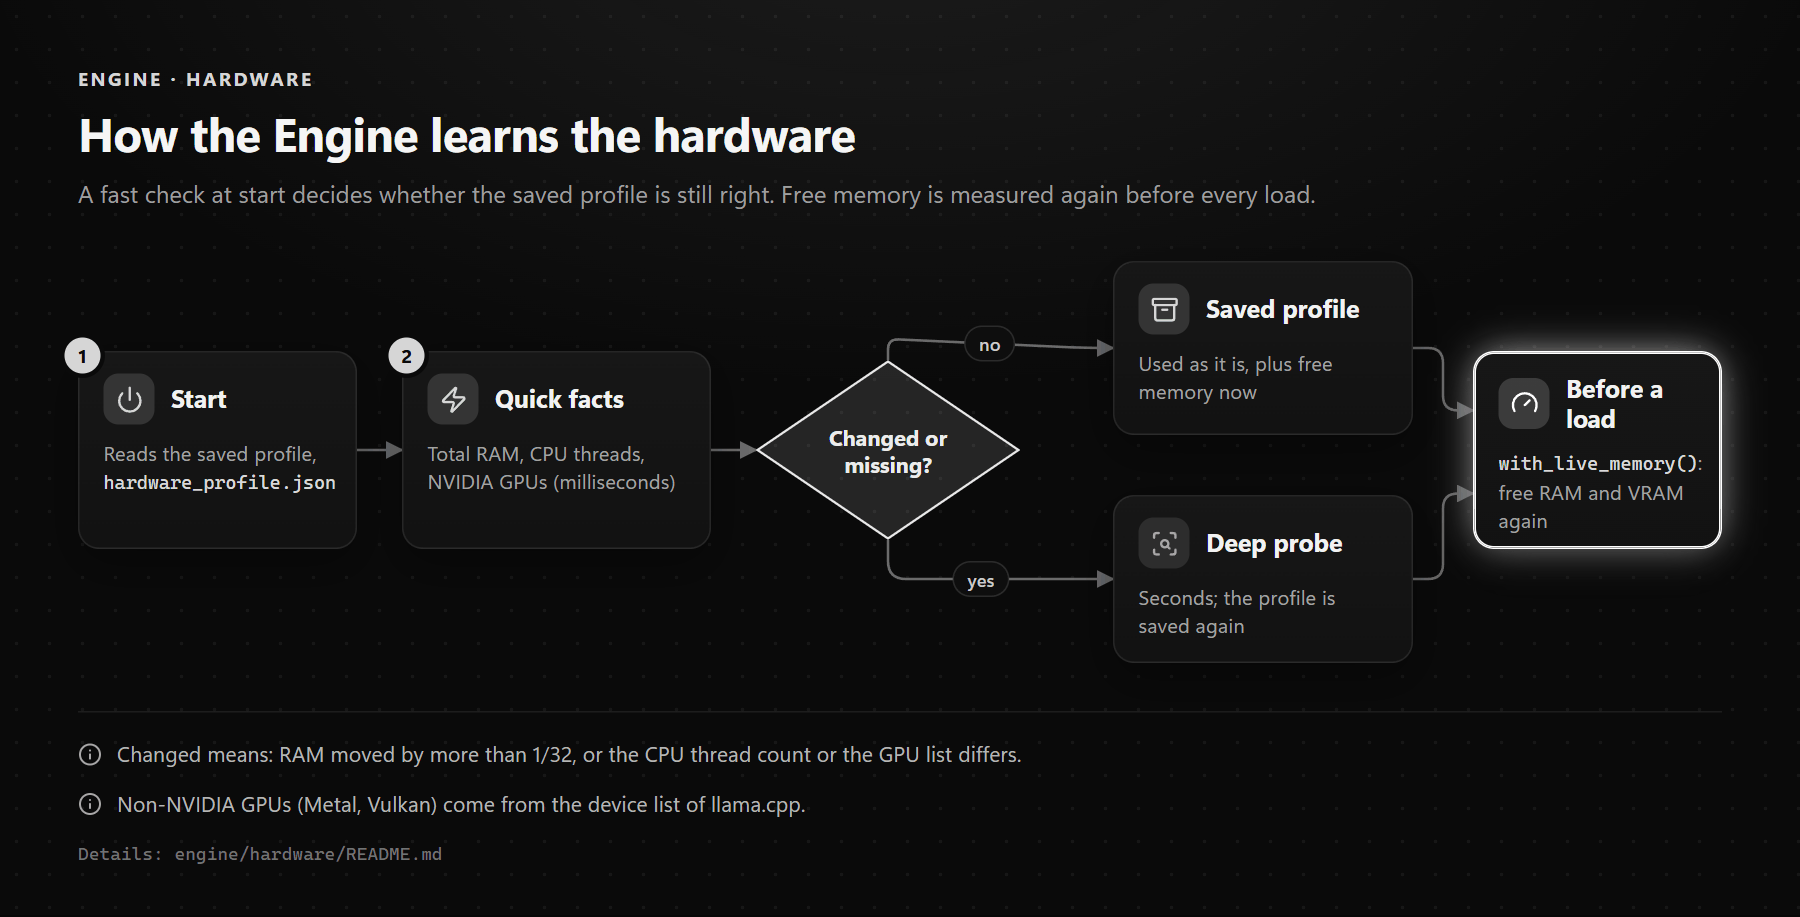 ENGINE · HARDWARE
How the Engine learns the hardware
A fast check at start decides whether the saved profile is still right. Free memory is measured again before every load.
1
Start
Reads the saved profile,
hardware_profile.json
2
Quick facts
Total RAM, CPU threads,
NVIDIA GPUs (milliseconds)
Changed or
missing?
no
yes
Saved profile
Used as it is, plus free
memory now
Deep probe
Seconds; the profile is
saved again
Before a
load
with_live_memory():
free RAM and VRAM
again
Changed means: RAM moved by more than 1/32, or the CPU thread count or the GPU list differs.
Non-NVIDIA GPUs (Metal, Vulkan) come from the device list of llama.cpp.
Details: engine/hardware/README.md